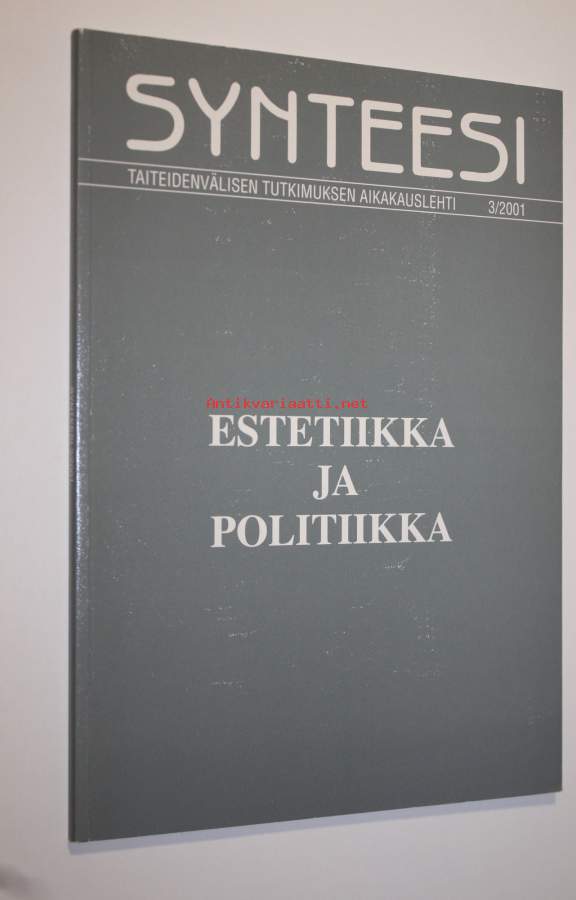 SYNTEESI
TAITEIDENVÄLISEN TUTKIMUKSEN AIKAKAUSLEHTI 3/2001
Antikvariaatti.net
ESTETIIKKA
JA
POLITIIKKA